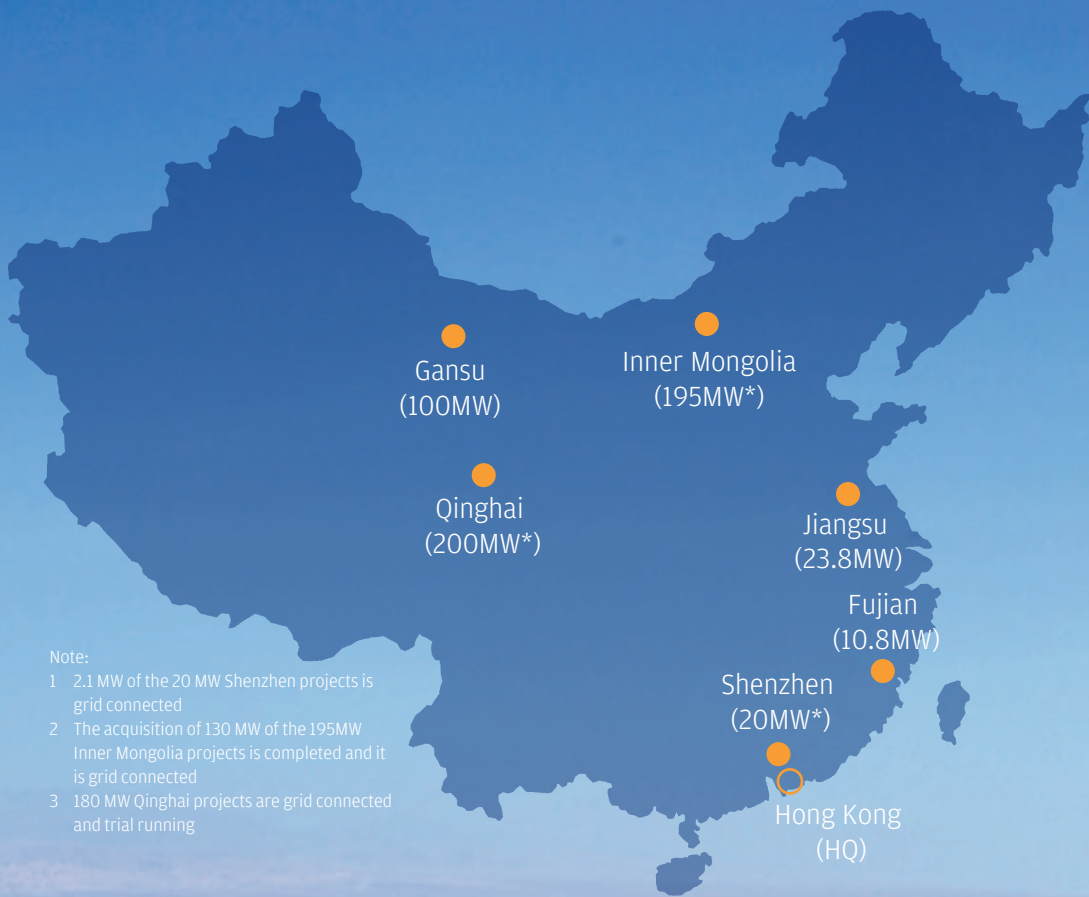 Gansu
(100MW)
Inner Mongolia
(195MW*)
Qinghai
(200MW*)
Jiangsu
(23.8MW)
Fujian
(10.8MW)
Shenzhen
(20MW*)
Hong Kong
(HQ)
Note:
1 2.1 MW of the 20 MW Shenzhen projects is
grid connected
2 The acquisition of 130 MW of the 195MW
Inner Mongolia projects is completed and it
is grid connected
3 180 MW Qinghai projects are grid connected
and trial running